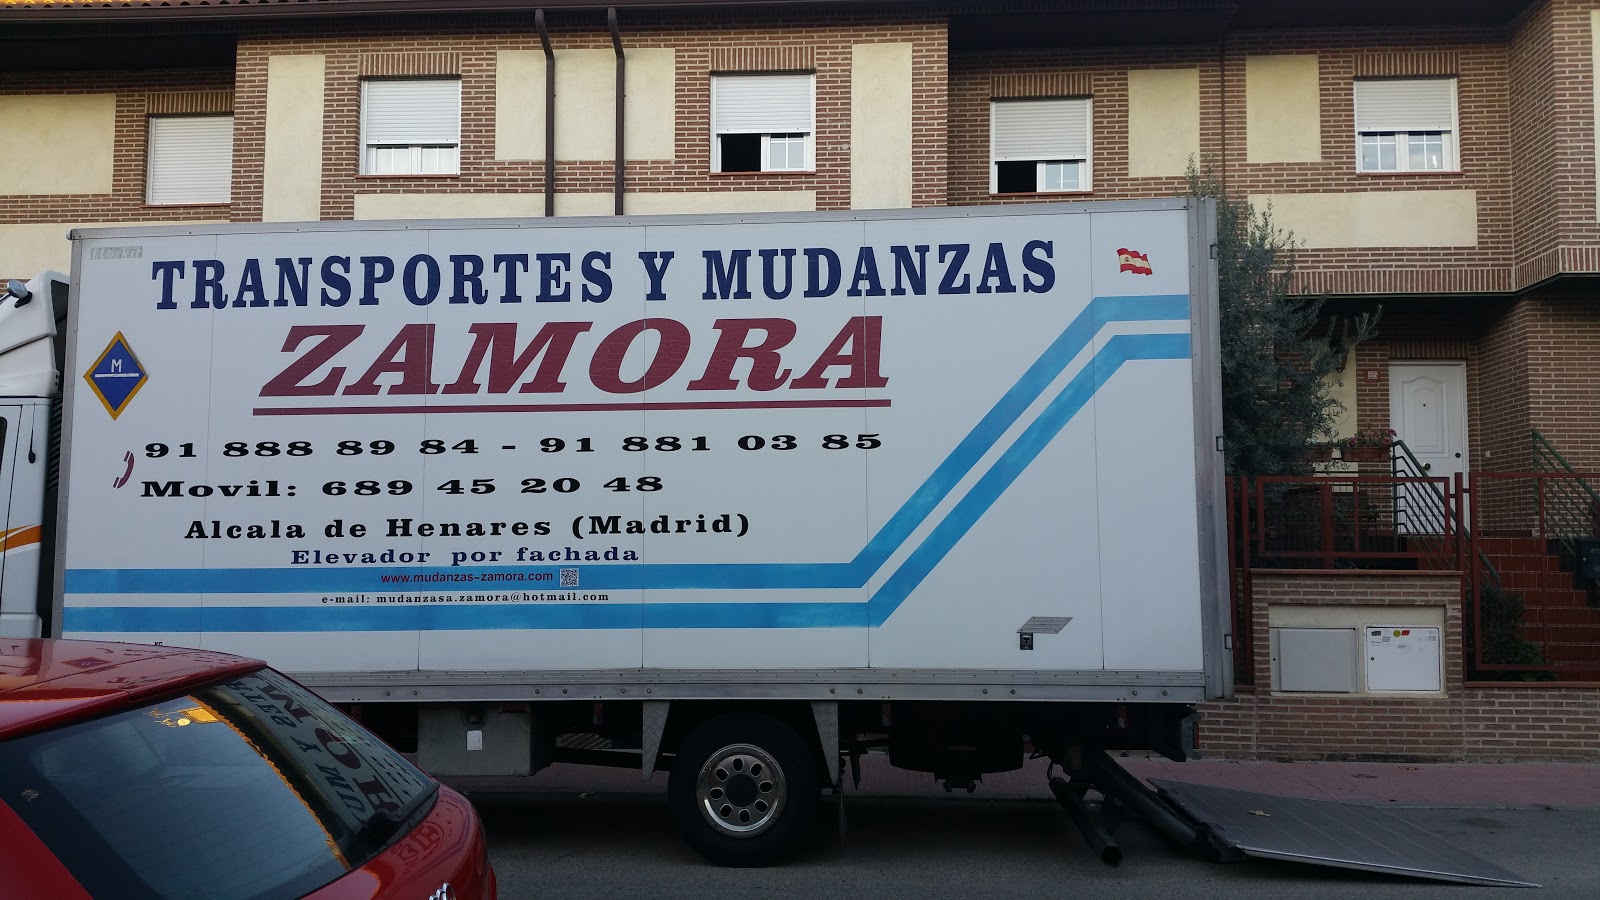 LLorkit
TRANSPORTES Y MUDANZAS
ZAMORA
M
91 888 89 84 - 91 881 03 85
Movil: 689 45 20 48
Alcala de Henares (Madrid)
Elevador por fachada
www.mudanzas-zamora.com
e-mail: mudanzasa.zamora@hotmail.com